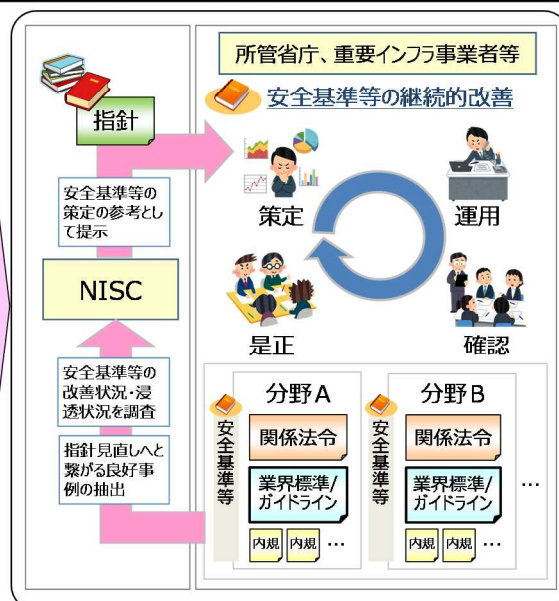 指針
安全基準等の
策定の参考とし
て提示
NISC
安全基準等の
改善状況・浸
透状況を調査
指針見直しへと
繋がる良好事
例の抽出
所管省庁、重要インフラ事業者等
安全基準等の継続的改善
策定
運用
是正
確認
分野A
安全基準等
関係法令
業界標準/
ガイドライン
内規 内規 …
分野B
安全基準等
関係法令
業界標準/
ガイドライン
内規 内規 …
…